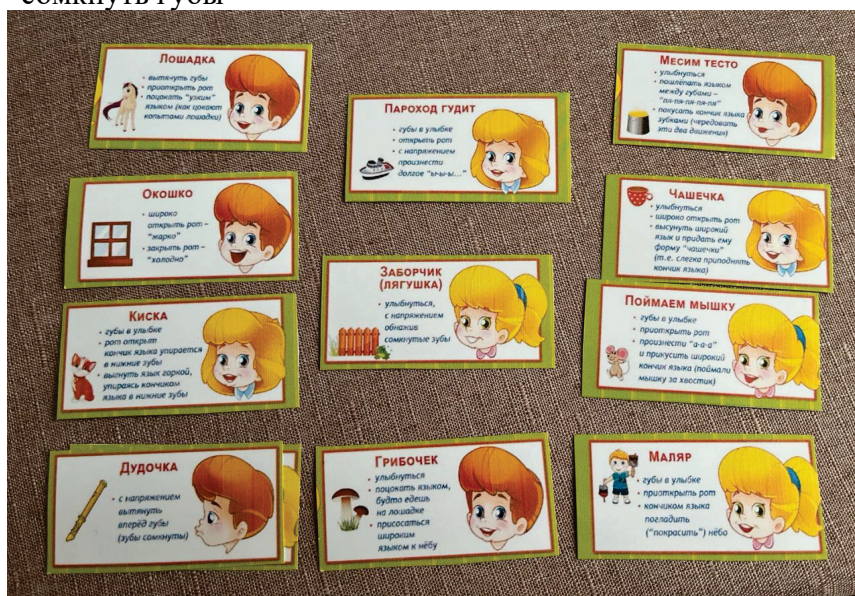 сомкнуть губы
Лошадка
• вытянуть губы
• приоткрыть рот
• поцокать "узким"
языком (как цокают
копытами лошадки)
Пароход гудит
• губы в улыбке
• открыть рот
• с напряжением
произнести
долгое "ы-ы-ы..."
Месим тесто
• улыбнуться
• пошлёпать языком
между губами –
"пя-пя-пя-пя-пя"
• покусать кончик языка
зубками (чередовать
эти два движения)
Окошко
• широко
открыть рот –
"жарко"
• закрыть рот –
"холодно"
Заборчик
(лягушка)
• улыбнуться,
с напряжением
обнажив
сомкнутые зубы
Чашечка
• улыбнуться
• широко открыть рот
• высунуть широкий
язык и придать ему
форму "чашечки"
(т.е. слегка приподнять
кончик языка)
Киска
• губы в улыбке
• рот открыт
кончик языка упирается
в нижние зубы
• выгнуть язык горкой,
упираясь кончиком
языка в нижние зубы
Поймаем мышку
• губы в улыбке
• приоткрыть рот
• произнести "а-а-а"
и прикусить широкий
кончик языка (поймали
мышку за хвостик)
Дудочка
• с напряжением
вытянуть
вперёд губы
(зубы сомкнуты)
Грибочек
• улыбнуться
• поцокать языком,
будто едешь
на лошадке
• присосаться
широким
языком к нёбу
Маляр
• губы в улыбке
• приоткрыть рот
• кончиком языка
погладить
("покрасить") нёбо